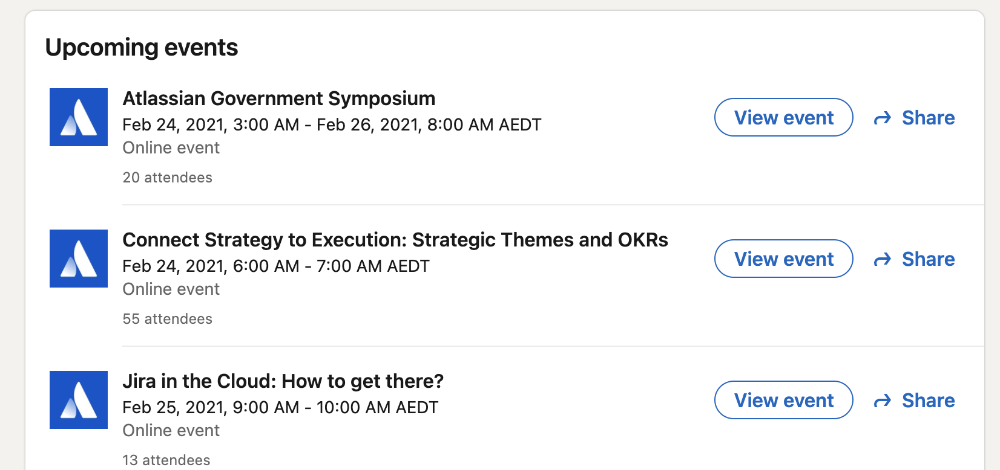 Upcoming events
Atlassian Government Symposium
Feb 24, 2021, 3:00 AM - Feb 26, 2021, 8:00 AM AEDT
Online event
20 attendees
View event
Share
Connect Strategy to Execution: Strategic Themes and OKRs
Feb 24, 2021, 6:00 AM - 7:00 AM AEDT
Online event
55 attendees
View event
Share
Jira in the Cloud: How to get there?
Feb 25, 2021, 9:00 AM - 10:00 AM AEDT
Online event
13 attendees
View event
Share